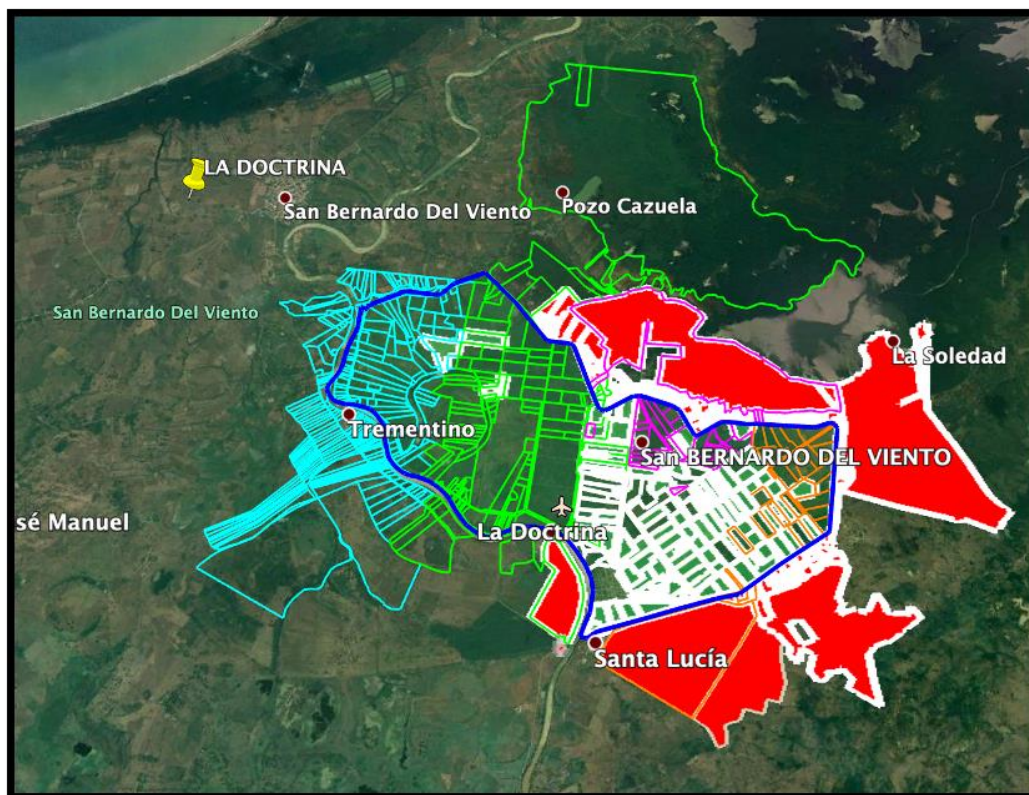 LA DOCTRINA
San Bernardo Del Viento
Pozo Cazuela
San Bernardo Del Viento
La Soledad
Trementino
San BERNARDO DEL VIENTO
sé Manuel
La Doctrina
Santa Lucía